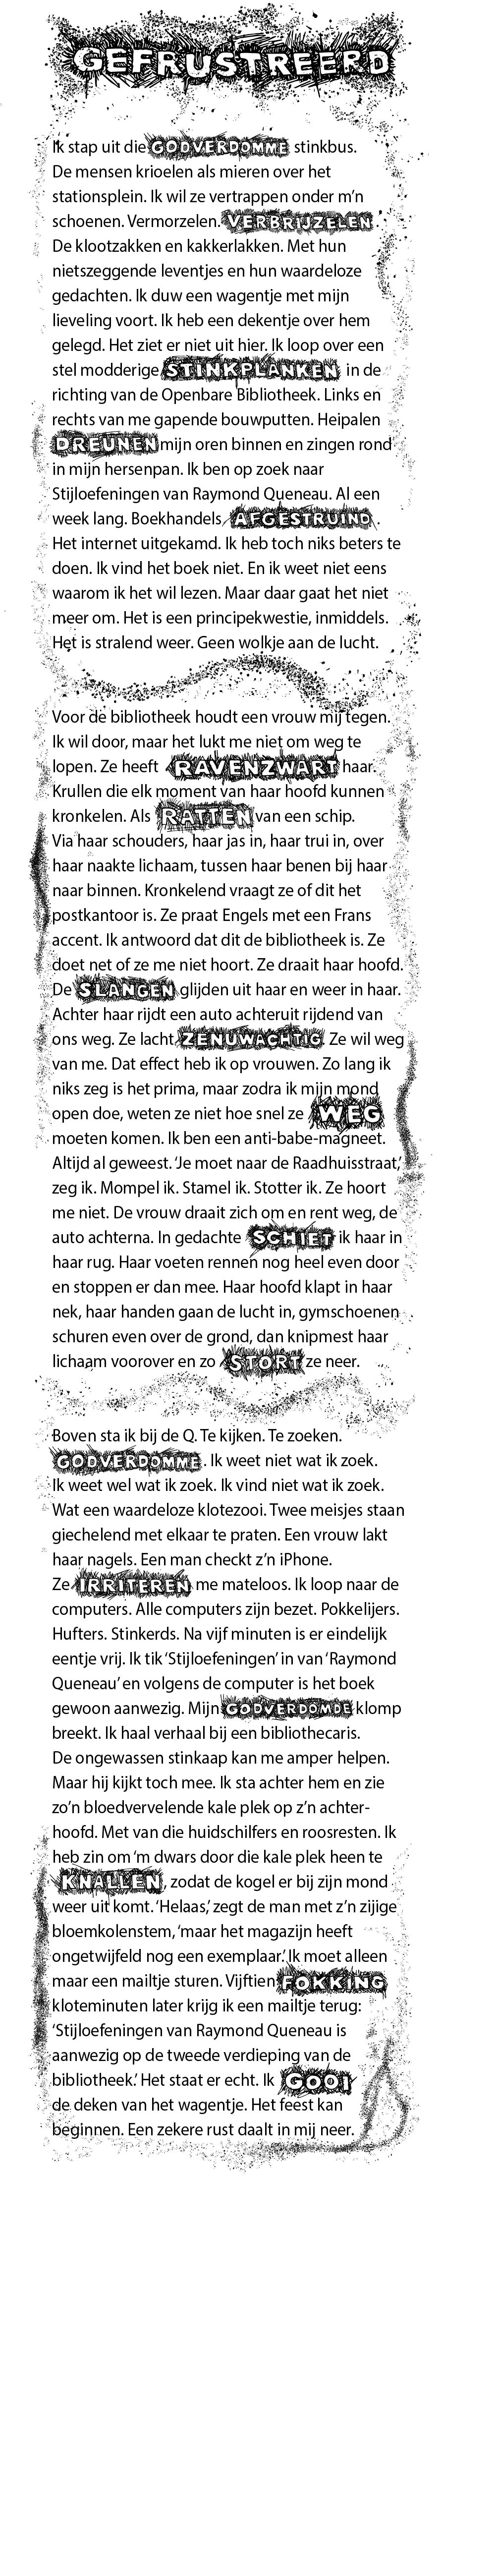 GEFRUSTREERD
Ik stap uit die GODVERDOMME stinkbus.
De mensen krioelen als mieren over het
stationsplein. Ik wil ze vertrappen onder m’n
schoenen. Vermorzelen. VERBRIJZELEN.
De klootzakken en kakkerlakken. Met hun
nietszeggende leventjes en hun waardeloze
gedachten. Ik duw een wagentje met mijn
lieveling voort. Ik heb een dekentje over hem
gelegd. Het ziet er niet uit hier. Ik loop over een
stel modderige STINKPLANKEN in de
richting van de Openbare Bibliotheek. Links en
rechts van me gapende bouwputten. Heipalen
DREUNEN mijn oren binnen en zingen rond
in mijn hersenpan. Ik ben op zoek naar
Stijloefeningen van Raymond Queneau. Al een
week lang. Boekhandels AFGESTRUIND.
Het internet uitgekamd. Ik heb toch niks beters te
doen. Ik vind het boek niet. En ik weet niet eens
waarom ik het wil lezen. Maar daar gaat het niet
meer om. Het is een principekwestie, inmiddels.
Het is stralend weer. Geen wolkje aan de lucht.
Voor de bibliotheek houdt een vrouw mij tegen.
Ik wil door, maar het lukt me niet om weg te
lopen. Ze heeft RAVENZWART haar.
Krullen die elk moment van haar hoofd kunnen
kronkelen. Als RATTEN van een schip.
Via haar schouders, haar jas in, haar trui in, over
haar naakte lichaam, tussen haar benen bij haar
naar binnen. Kronkelend vraagt ze of dit het
postkantoor is. Ze praat Engels met een Frans
accent. Ik antwoord dat dit de bibliotheek is. Ze
doet net of ze me niet hoort. Ze draait haar hoofd.
De SLANGEN glijden uit haar en weer in haar.
Achter haar rijdt een auto achteruit rijdend van
ons weg. Ze lacht ZENUWACHTIG. Ze wil weg
van me. Dat effect heb ik op vrouwen. Zo lang ik
niks zeg is het prima, maar zodra ik mijn mond
open doe, weten ze niet hoe snel ze WEG
moeten komen. Ik ben een anti-babe-magneet.
Altijd al geweest. ‘Je moet naar de Raadhuisstraat,’
zeg ik. Mompel ik. Stamel ik. Stotter ik. Ze hoort
me niet. De vrouw draait zich om en rent weg, de
auto achterna. In gedachte SCHIET ik haar in
haar rug. Haar voeten rennen nog heel even door
en stoppen er dan mee. Haar hoofd klapt in haar
nek, haar handen gaan de lucht in, gymschoenen
schuren even over de grond, dan knipmest haar
lichaam voorover en zo STORT ze neer.
Boven sta ik bij de Q. Te kijken. Te zoeken.
GODVERDOMME. Ik weet niet wat ik zoek.
Ik weet wel wat ik zoek. Ik vind niet wat ik zoek.
Wat een waardeloze klotezooi. Twee meisjes staan
giechelend met elkaar te praten. Een vrouw lakt
haar nagels. Een man checkt z’n iPhone.
Ze IRRITEREN me mateloos. Ik loop naar de
computers. Alle computers zijn bezet. Pokkelijers.
Hufters. Stinkerds. Na vijf minuten is er eindelijk
eentje vrij. Ik tik ‘Stijloefeningen’ in van ‘Raymond
Queneau’ en volgens de computer is het boek
gewoon aanwezig. Mijn GODVERDOMDE klomp
breekt. Ik haal verhaal bij een bibliothecaris.
De ongewassen stinkaap kan me amper helpen.
Maar hij kijkt toch mee. Ik sta achter hem en zie
zo’n bloedvervelende kale plek op z’n achter-
hoofd. Met van die huidschilfers en roosresten. Ik
heb zin om ‘m dwars door die kale plek heen te
KNALLEN, zodat de kogel er bij zijn mond
weer uit komt. ‘Helaas,’ zegt de man met z’n zijige
bloemkolenstem, ‘maar het magazijn heeft
ongetwijfeld nog een exemplaar.’ Ik moet alleen
maar een mailtje sturen. Vijftien FOKKING
kloteminuten later krijg ik een mailtje terug:
‘Stijloefeningen van Raymond Queneau is
aanwezig op de tweede verdieping van de
bibliotheek.’ Het staat er echt. Ik GOOI
de deken van het wagentje. Het feest kan
beginnen. Een zekere rust daalt in mij neer.